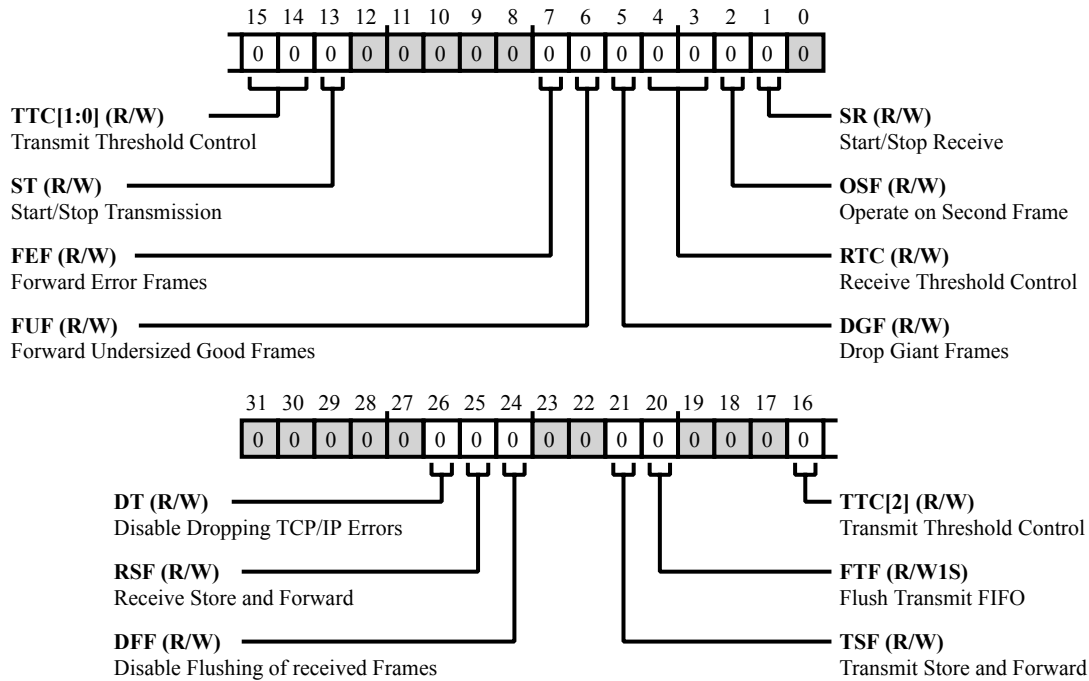 15 14 13 12 11 10 9 8 7 6 5 4 3 2 1 0
0 0 0 0 0 0 0 0 0 0 0 0 0 0 0 0
TTC[1:0] (R/W)
Transmit Threshold Control
ST (R/W)
Start/Stop Transmission
FEF (R/W)
Forward Error Frames
FUF (R/W)
Forward Undersized Good Frames
SR (R/W)
Start/Stop Receive
OSF (R/W)
Operate on Second Frame
RTC (R/W)
Receive Threshold Control
DGF (R/W)
Drop Giant Frames
31 30 29 28 27 26 25 24 23 22 21 20 19 18 17 16
0 0 0 0 0 0 0 0 0 0 0 0 0 0 0 0
DT (R/W)
Disable Dropping TCP/IP Errors
RSF (R/W)
Receive Store and Forward
DFF (R/W)
Disable Flushing of received Frames
TTC[2] (R/W)
Transmit Threshold Control
FTF (R/W1S)
Flush Transmit FIFO
TSF (R/W)
Transmit Store and Forward